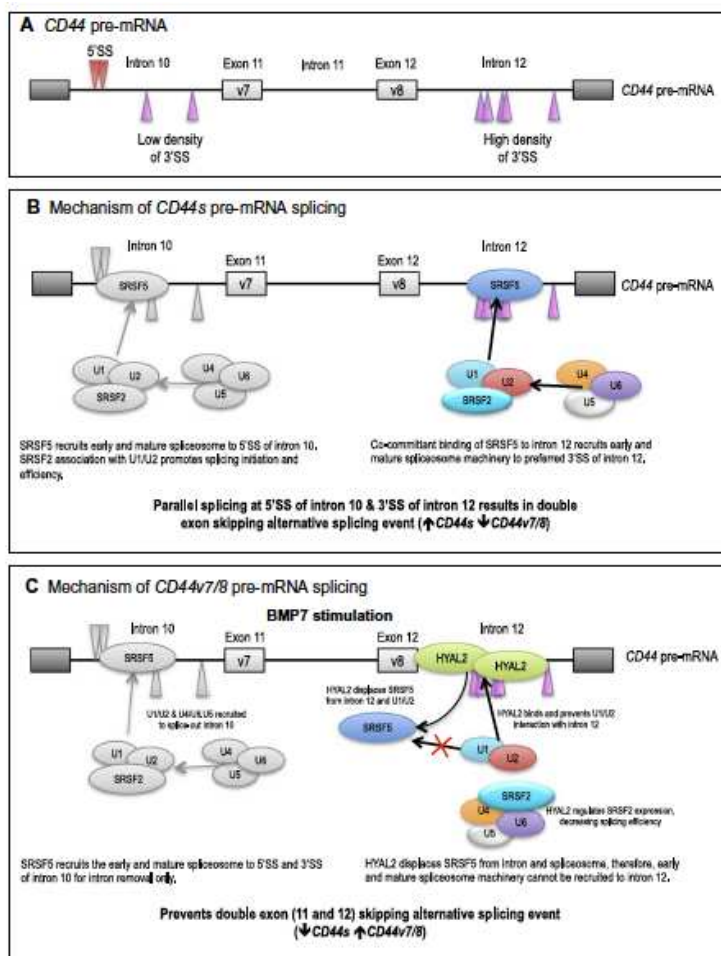 A CD44 pre-mRNA
5'SS
Intron 10
Exon 11
Intron 11
Exon 12
Intron 12
v7
v8
CD44 pre-mRNA
Low density
of 3'SS
High density
of 3'SS
B Mechanism of CD44s pre-mRNA splicing
Intron 10
Exon 11
Exon 12
Intron 12
SRSF5
v7
v8
SRSF5
CD44 pre-mRNA
U1
U2
SRSF2
U4
U6
U5
U1
U2
SRSF2
U4
U6
U5
SRSF5 recruits early and mature spliceosome to 5'SS of intron 10.
SRSF2 association with U1/U2 promotes splicing initiation and
efficiency.
Co-committant binding of SRSF5 to intron 12 recruits early and
mature spliceosome machinery to preferred 3'SS of intron 12.
Parallel splicing at 5'SS of intron 10 & 3'SS of intron 12 results in double
exon skipping alternative splicing event (↑CD44s ↓CD44v7/8)
C Mechanism of CD44v7/8 pre-mRNA splicing
BMP7 stimulation
Intron 10
Exon 11
Exon 12
Intron 12
SRSF5
v7
v8
HYAL2
HYAL2
CD44 pre-mRNA
U1/U2 & U4/U6/U5 recruited
to splice-out intron 10
HYAL2 displaces SRSF5
from intron 12 and U1/U2
HYAL2 binds and prevents U1/U2
interaction with intron 12
SRSF5
U1
U2
U1
U2
SRSF2
U4
U6
U5
SRSF2
U4
U6
U5
HYAL2 regulates SRSF2 expression,
decreasing splicing efficiency
SRSF5 recruits the early and mature spliceosome to 5'SS and 3'SS
of intron 10 for intron removal only.
HYAL2 displaces SRSF5 from intron and spliceosome, therefore, early
and mature spliceosome machinery cannot be recruited to intron 12.
Prevents double exon (11 and 12) skipping alternative splicing event
(↓CD44s ↑CD44v7/8)